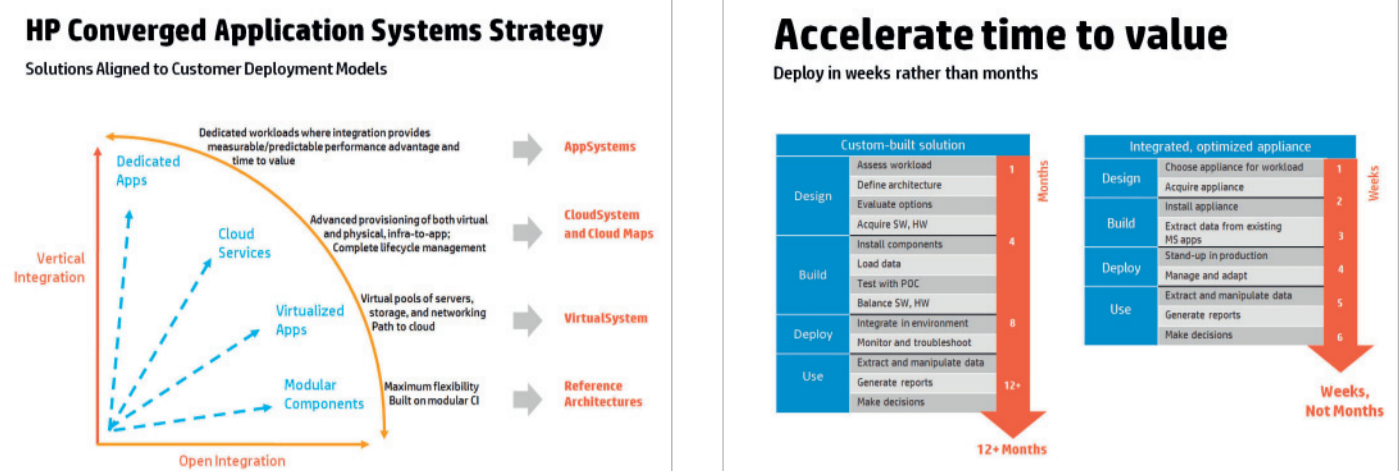 HP Converged Application Systems Strategy
Solutions Aligned to Customer Deployment Models
Dedicated workloads where integration provides
measurable/predictable performance advantage and
time to value
AppSystems
Dedicated
Apps
Advanced provisioning of both virtual
and physical, infra-to-app;
Complete lifecycle management
CloudSystem
and Cloud Maps
Cloud
Services
Vertical
Integration
Virtual pools of servers,
storage, and networking
Path to cloud
VirtualSystem
Virtualized
Apps
Modular
Components
Maximum flexibility
Built on modular CI
Reference
Architectures
Open Integration
Accelerate time to value
Deploy in weeks rather than months
Custom-built solution
Months
Design
Assess workload
1
Define architecture
Evaluate options
Acquire SW, HW
Build
Install components
4
Load data
Test with POC
Balance SW, HW
Deploy
Integrate in environment
8
Monitor and troubleshoot
Use
Extract and manipulate data
Generate reports
12+
Make decisions
12+ Months
Integrated, optimized appliance
Weeks
Design
Choose appliance for workload
1
Acquire appliance
Build
Install appliance
2
Extract data from existing
MS apps
3
Deploy
Stand-up in production
Manage and adapt
4
Use
Extract and manipulate data
5
Generate reports
Make decisions
6
Weeks,
Not Months